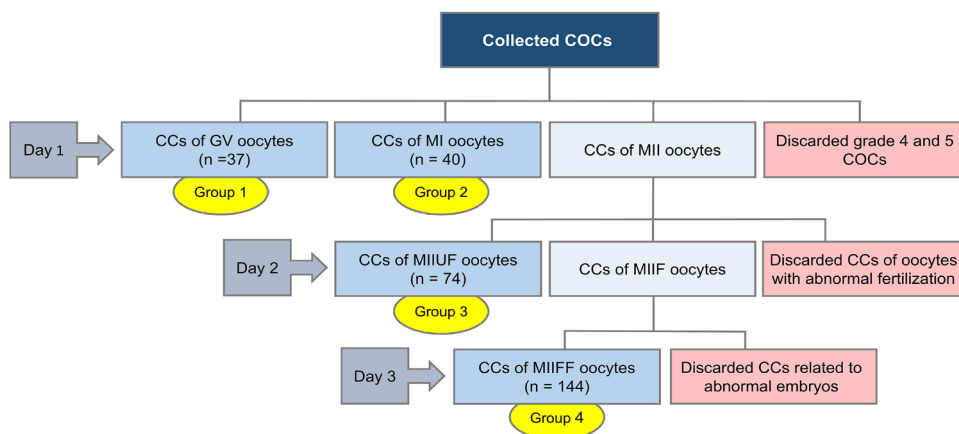 Collected COCs
Day 1
CCs of GV oocytes
(n =37)
Group 1
CCs of MI oocytes
(n = 40)
Group 2
CCs of MII oocytes
Discarded grade 4 and 5
COCs
Day 2
CCs of MIIUF oocytes
(n = 74)
Group 3
CCs of MIIF oocytes
Discarded CCs of oocytes
with abnormal fertilization
Day 3
CCs of MIIFF oocytes
(n = 144)
Group 4
Discarded CCs related to
abnormal embryos